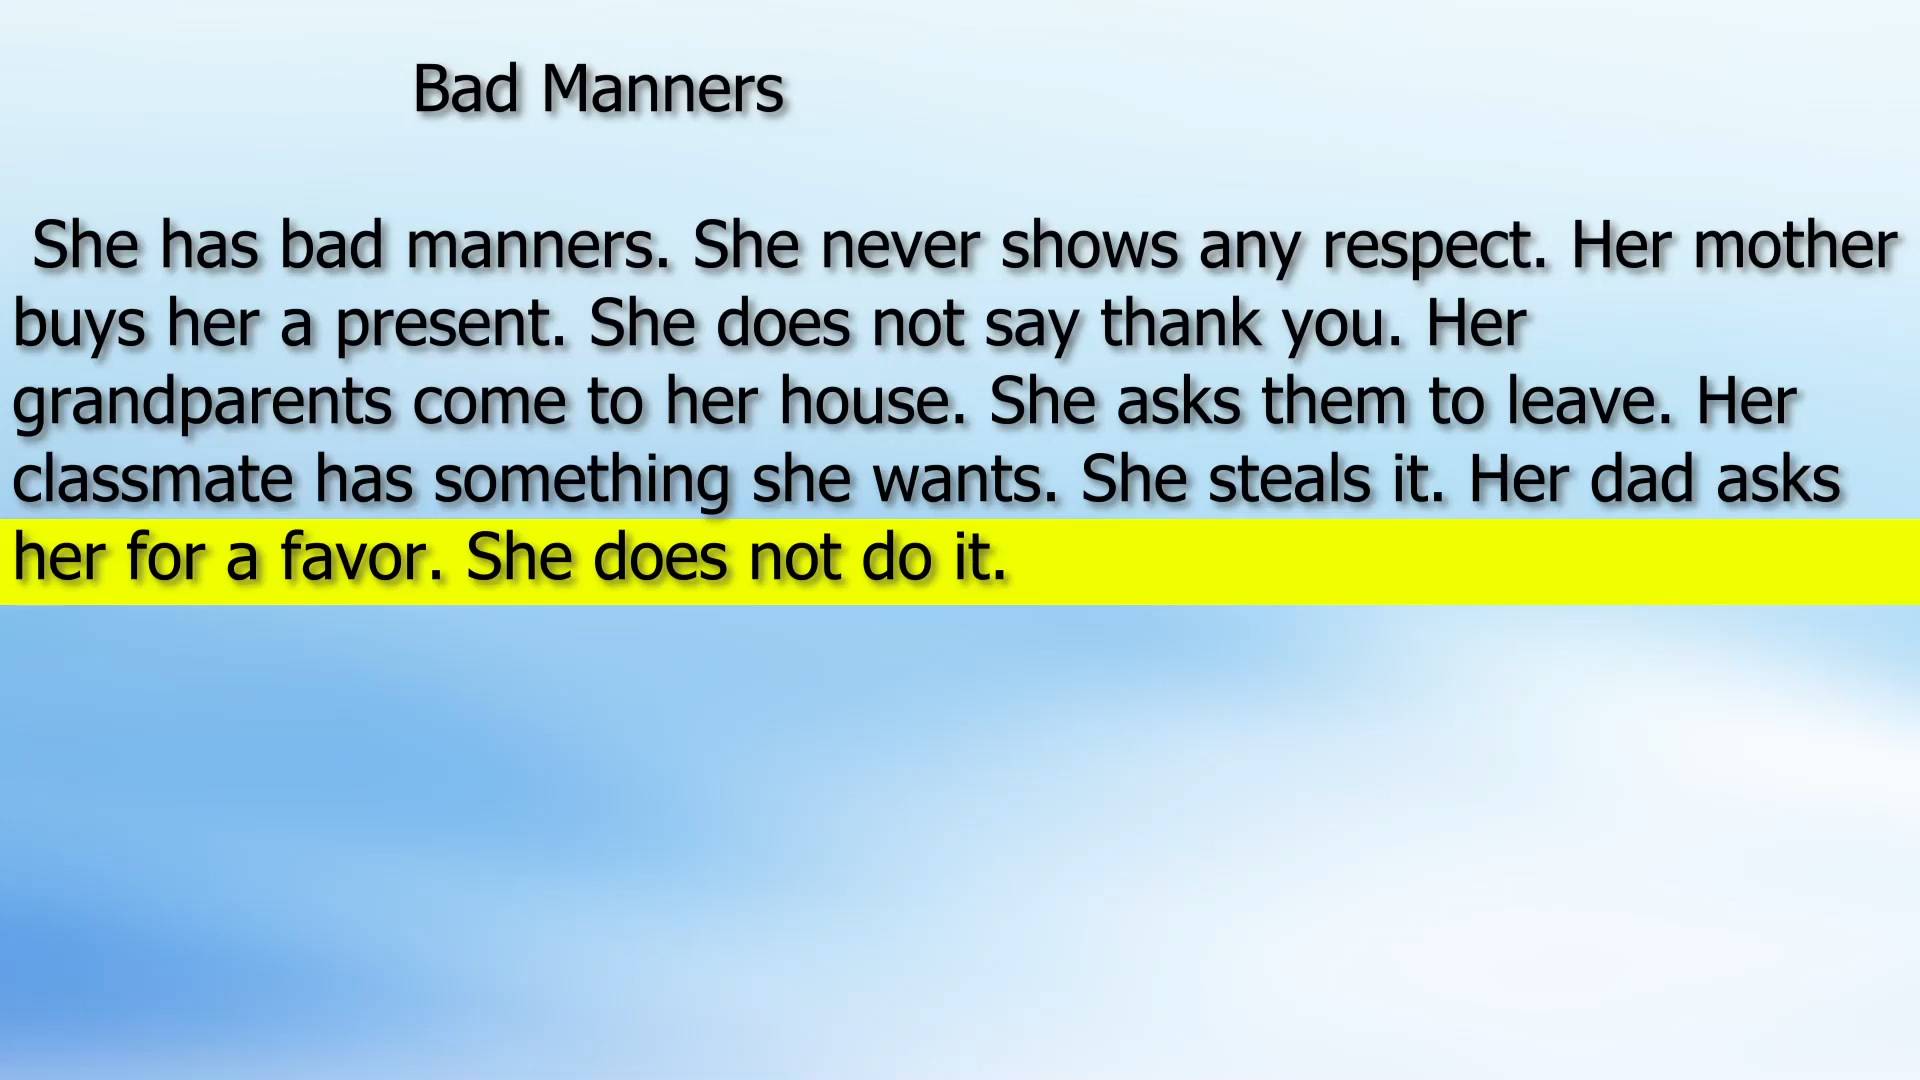 Bad Manners
She has bad manners. She never shows any respect. Her mother
buys her a present. She does not say thank you. Her
grandparents come to her house. She asks them to leave. Her
classmate has something she wants. She steals it. Her dad asks
her for a favor. She does not do it.